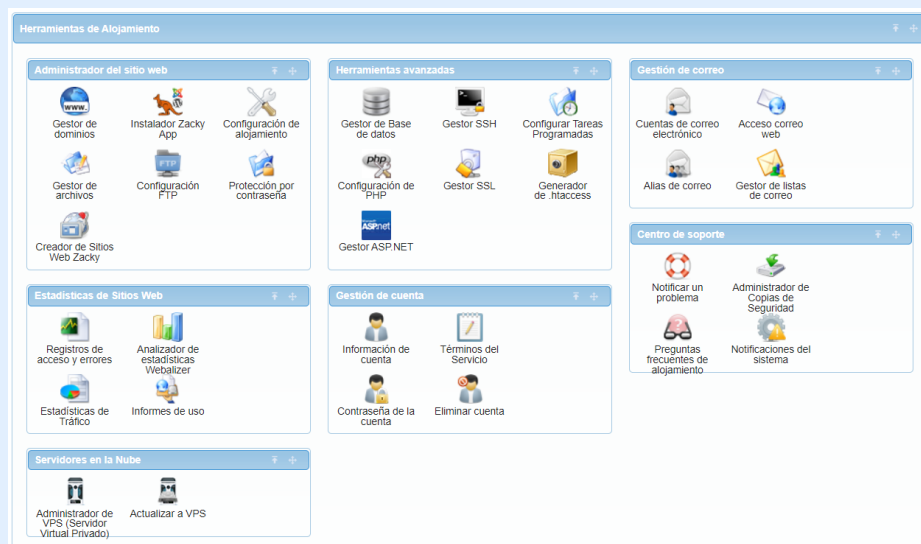 Herramientas de Alojamiento
Administrador del sitio web
www.
Gestor de
dominios
Instalador Zacky
App
Configuración de
alojamiento
Gestor de
archivos
FTP
Configuración
FTP
Protección por
contraseña
Creador de Sitios
Web Zacky
Herramientas avanzadas
Gestor de Base
de datos
Gestor SSH
Configurar Tareas
Programadas
php
Configuración de
PHP
Gestor SSL
Generador
de .htaccess
ASP.net
Gestor ASP.NET
Gestión de correo
Cuentas de correo
electrónico
Acceso correo
web
Alias de correo
Gestor de listas
de correo
Centro de soporte
Notificar un
problema
Administrador de
Copias de
Seguridad
Preguntas
frecuentes de
alojamiento
Notificaciones del
sistema
Estadísticas de Sitios Web
Registros de
acceso y errores
Analizador de
estadísticas
Webalizer
Estadísticas de
Tráfico
Informes de uso
Gestión de cuenta
Información de
cuenta
Términos del
Servicio
Contraseña de la
cuenta
Eliminar cuenta
Servidores en la Nube
Administrador de
VPS (Servidor
Virtual Privado)
Actualizar a VPS